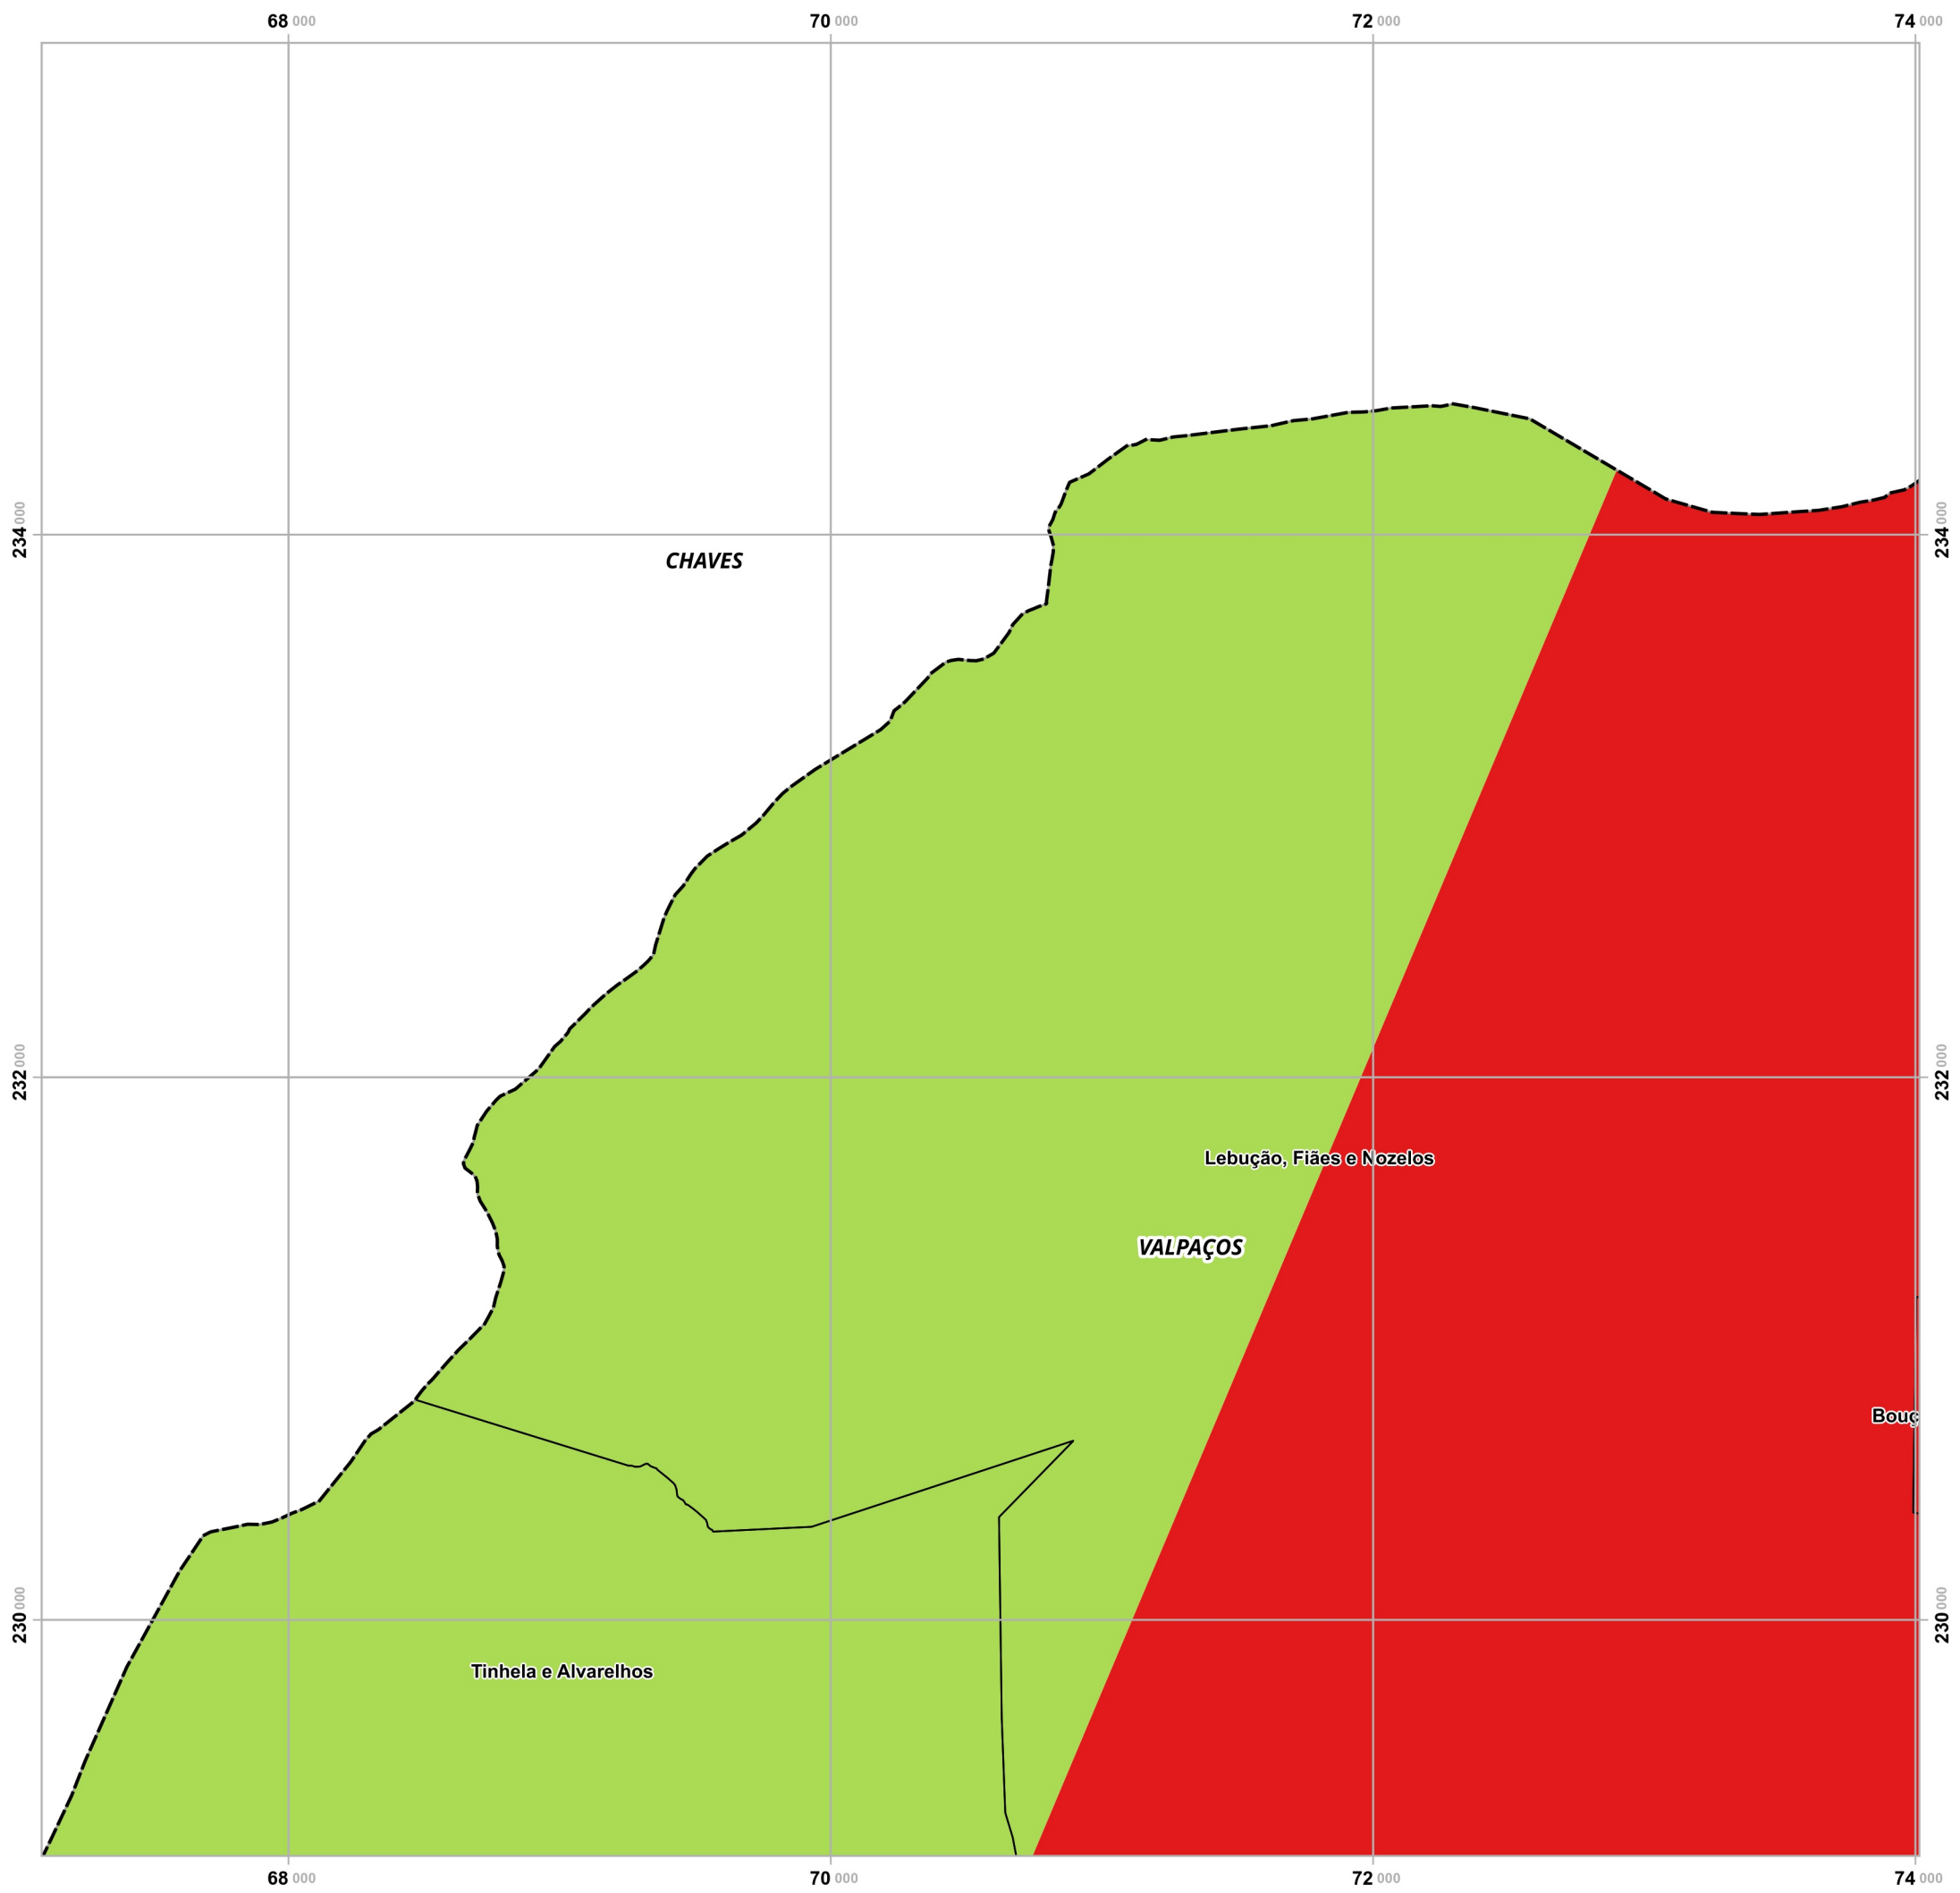 68 000 70 000 72 000 74 000
234 000 234 000
CHAVES
232 000 232 000
Lebução, Fiães e Nozelos
VALPAÇOS
Bouç
230 000 230 000
Tinhela e Alvarelhos
68 000 70 000 72 000 74 000